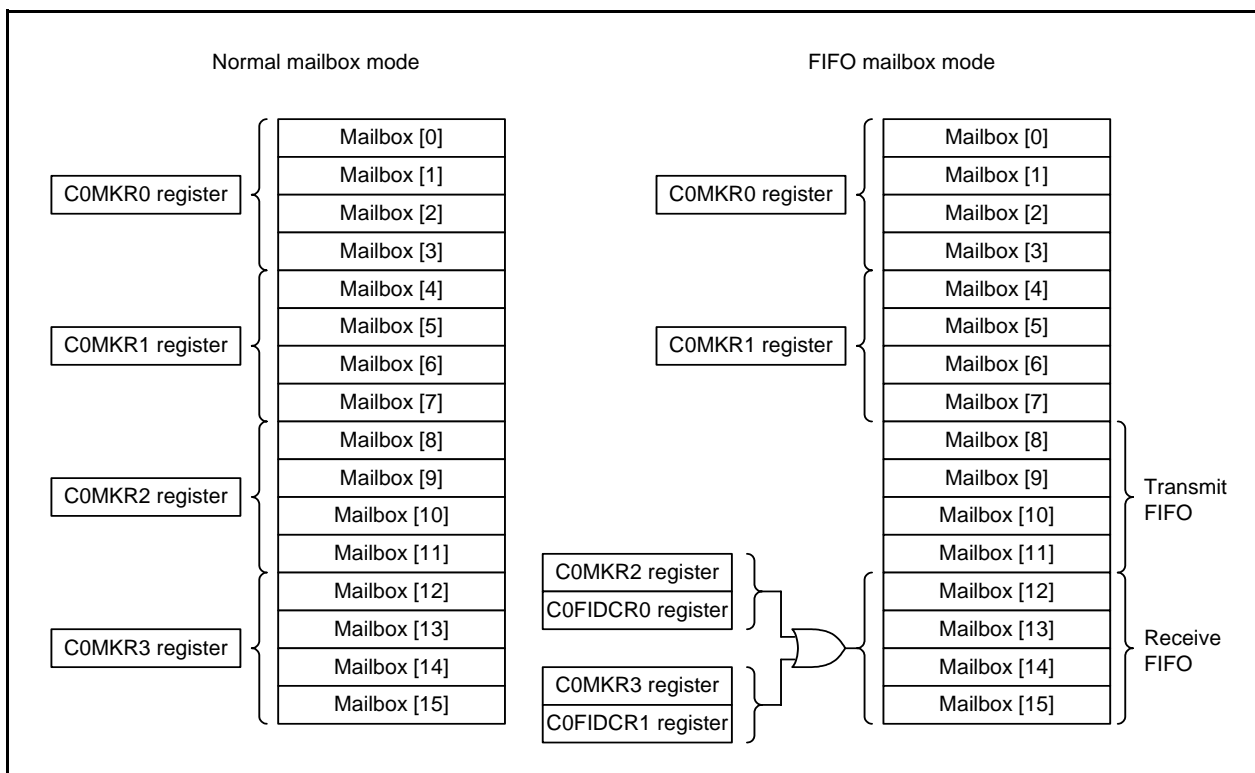 Normal mailbox mode
C0MKR0 register
C0MKR1 register
C0MKR2 register
C0MKR3 register
Mailbox [0]
Mailbox [1]
Mailbox [2]
Mailbox [3]
Mailbox [4]
Mailbox [5]
Mailbox [6]
Mailbox [7]
Mailbox [8]
Mailbox [9]
Mailbox [10]
Mailbox [11]
Mailbox [12]
Mailbox [13]
Mailbox [14]
Mailbox [15]
FIFO mailbox mode
C0MKR0 register
C0MKR1 register
C0MKR2 register
C0FIDCR0 register
C0MKR3 register
C0FIDCR1 register
Mailbox [0]
Mailbox [1]
Mailbox [2]
Mailbox [3]
Mailbox [4]
Mailbox [5]
Mailbox [6]
Mailbox [7]
Mailbox [8]
Mailbox [9]
Mailbox [10]
Mailbox [11]
Mailbox [12]
Mailbox [13]
Mailbox [14]
Mailbox [15]
Transmit
FIFO
Receive
FIFO